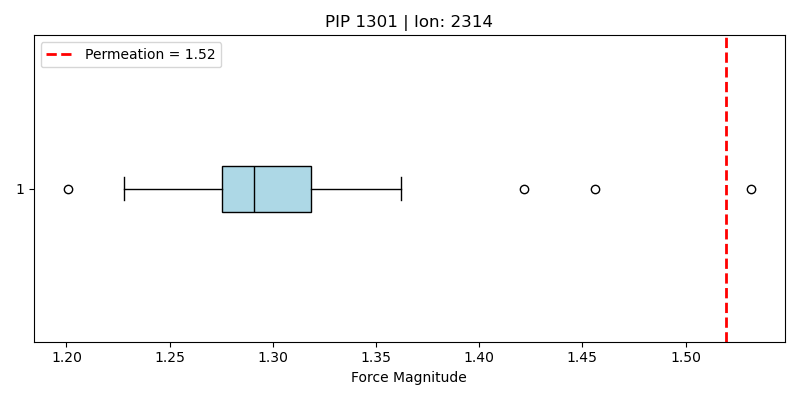 PIP 1301 | Ion: 2314
Permeation = 1.52
1
1.20 1.25 1.30 1.35 1.40 1.45 1.50
Force Magnitude